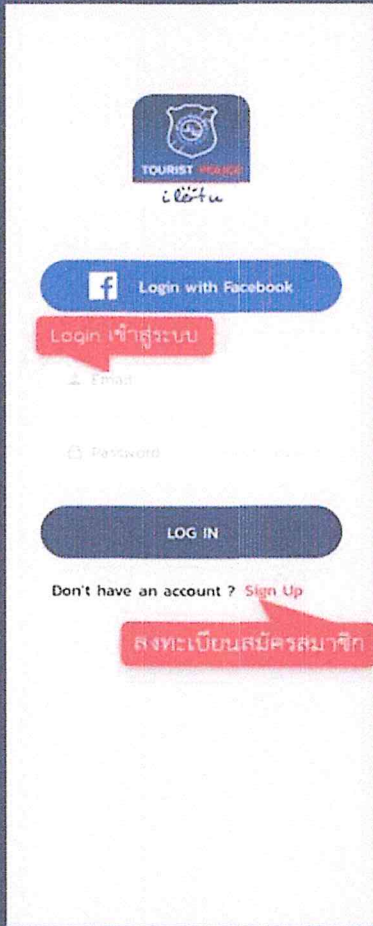 TOURIST POLICE
i lert u
Login with Facebook
Login เข้าสู่ระบบ
Email
Password
LOG IN
Don't have an account ? Sign Up
ลงทะเบียนสมัครสมาชิก